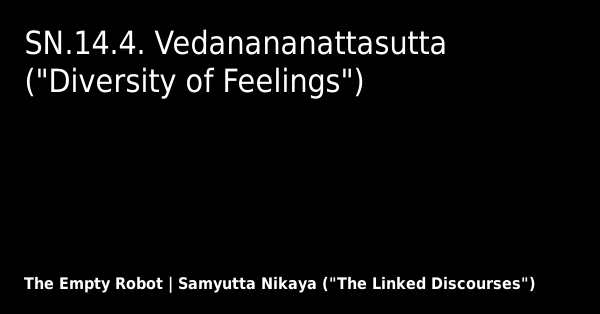 SN.14.4. Vedanananattasutta
("Diversity of Feelings")
The Empty Robot | Samyutta Nikaya ("The Linked Discourses")